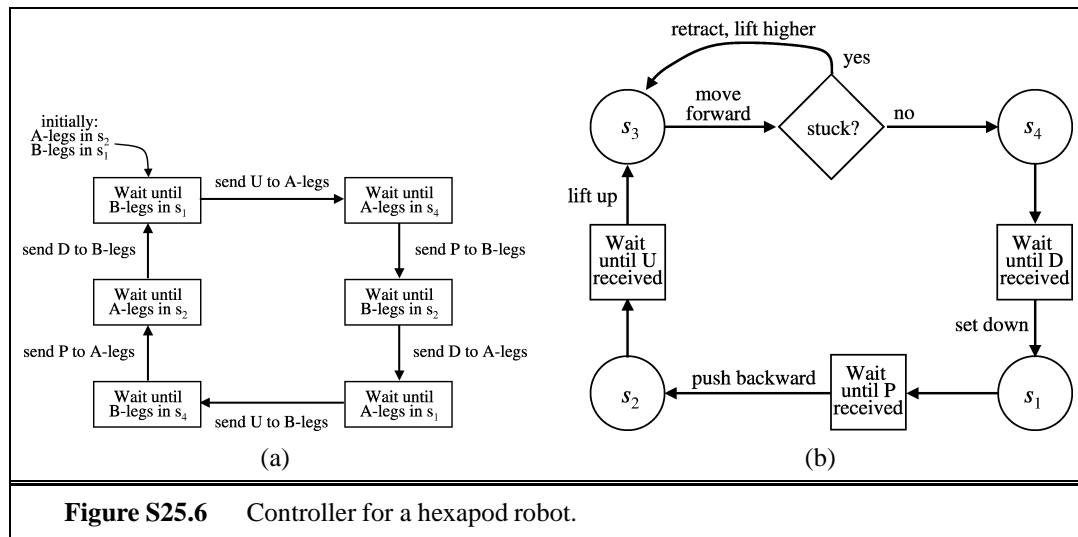 initially:
A-legs in s2
B-legs in s1
Wait until
B-legs in s1
send U to A-legs
Wait until
A-legs in s4
send D to B-legs
send P to B-legs
Wait until
A-legs in s2
Wait until
B-legs in s2
send P to A-legs
send D to A-legs
Wait until
B-legs in s4
send U to B-legs
Wait until
A-legs in s1
(a)
retract, lift higher
yes
s3
move
forward
stuck?
no
s4
lift up
Wait
until U
received
Wait
until D
received
set down
s2
push backward
Wait
until P
received
s1
(b)
Figure S25.6 Controller for a hexapod robot.